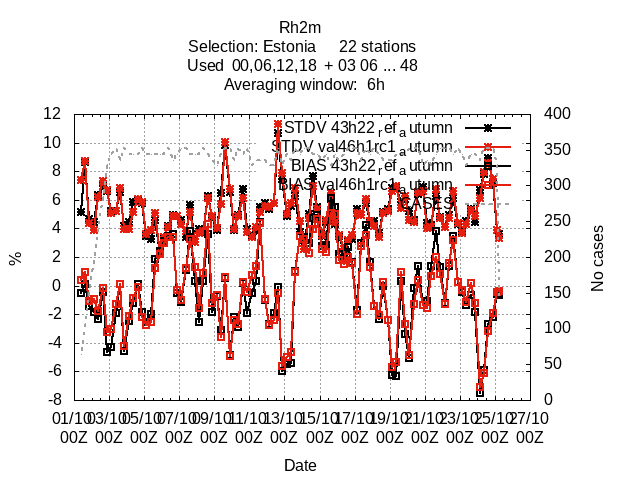 Rh2m
Selection: Estonia 22 stations
Used 00,06,12,18 + 03 06 ... 48
Averaging window: 6h
STDV 43h22_ref_autumn
STDV val46h1rc1_autumn
BIAS 43h22_ref_autumn
BIAS val46h1rc1_autumn
CASES
12
10
8
6
4
2
0
-2
-4
-6
-8
%
400
350
300
250
200
150
100
50
0
No cases
01/10 03/10 05/10 07/10 09/10 11/10 13/10 15/10 17/10 19/10 21/10 23/10 25/10 27/10
00Z 00Z 00Z 00Z 00Z 00Z 00Z 00Z 00Z 00Z 00Z 00Z 00Z 00Z
Date